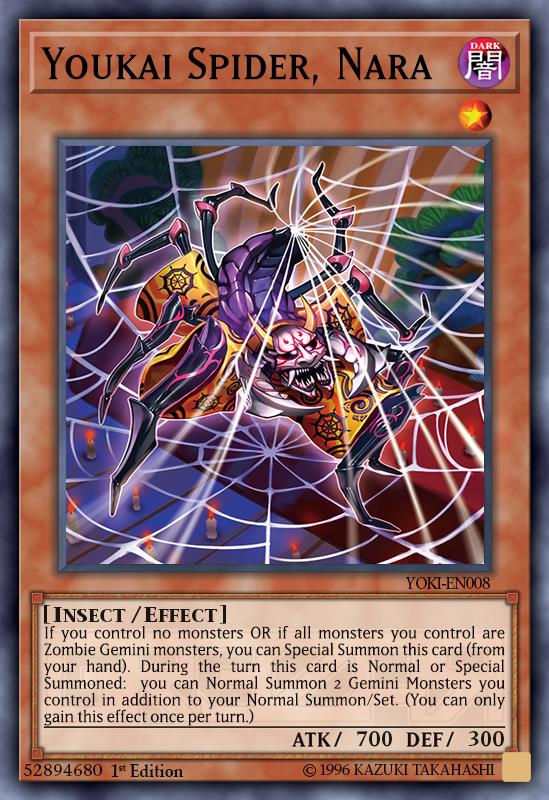 YOUKAI SPIDER, NARA
DARK
闇
YOKI-EN008
[INSECT / EFFECT]
If you control no monsters OR if all monsters you control are
Zombie Gemini monsters, you can Special Summon this card (from
your hand). During the turn this card is Normal or Special
Summoned: you can Normal Summon 2 Gemini Monsters you
control in addition to your Normal Summon/Set. (You can only
gain this effect once per turn.)
ATK/ 700 DEF/ 300
52894680 1st Edition © 1996 KAZUKI TAKAHASHI